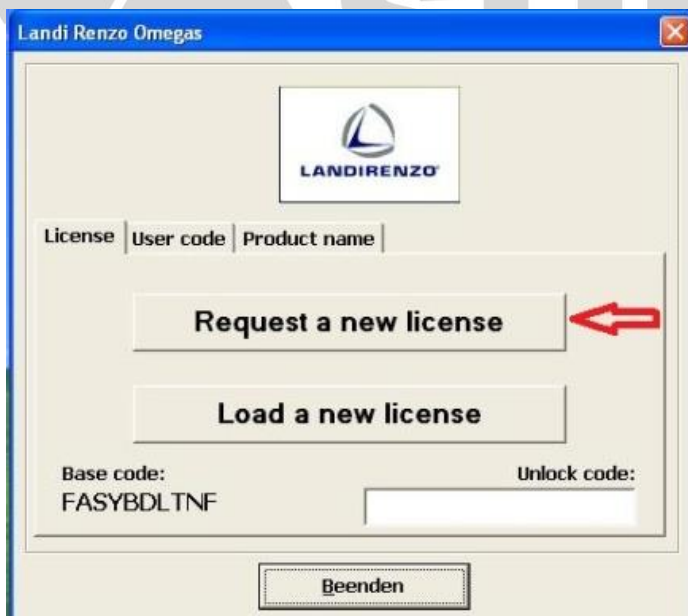 Landi Renzo Omegas
LANDIRENZO
License User code Product name
Request a new license
Load a new license
Base code: Unlock code:
FASYBDLTNF
Beenden